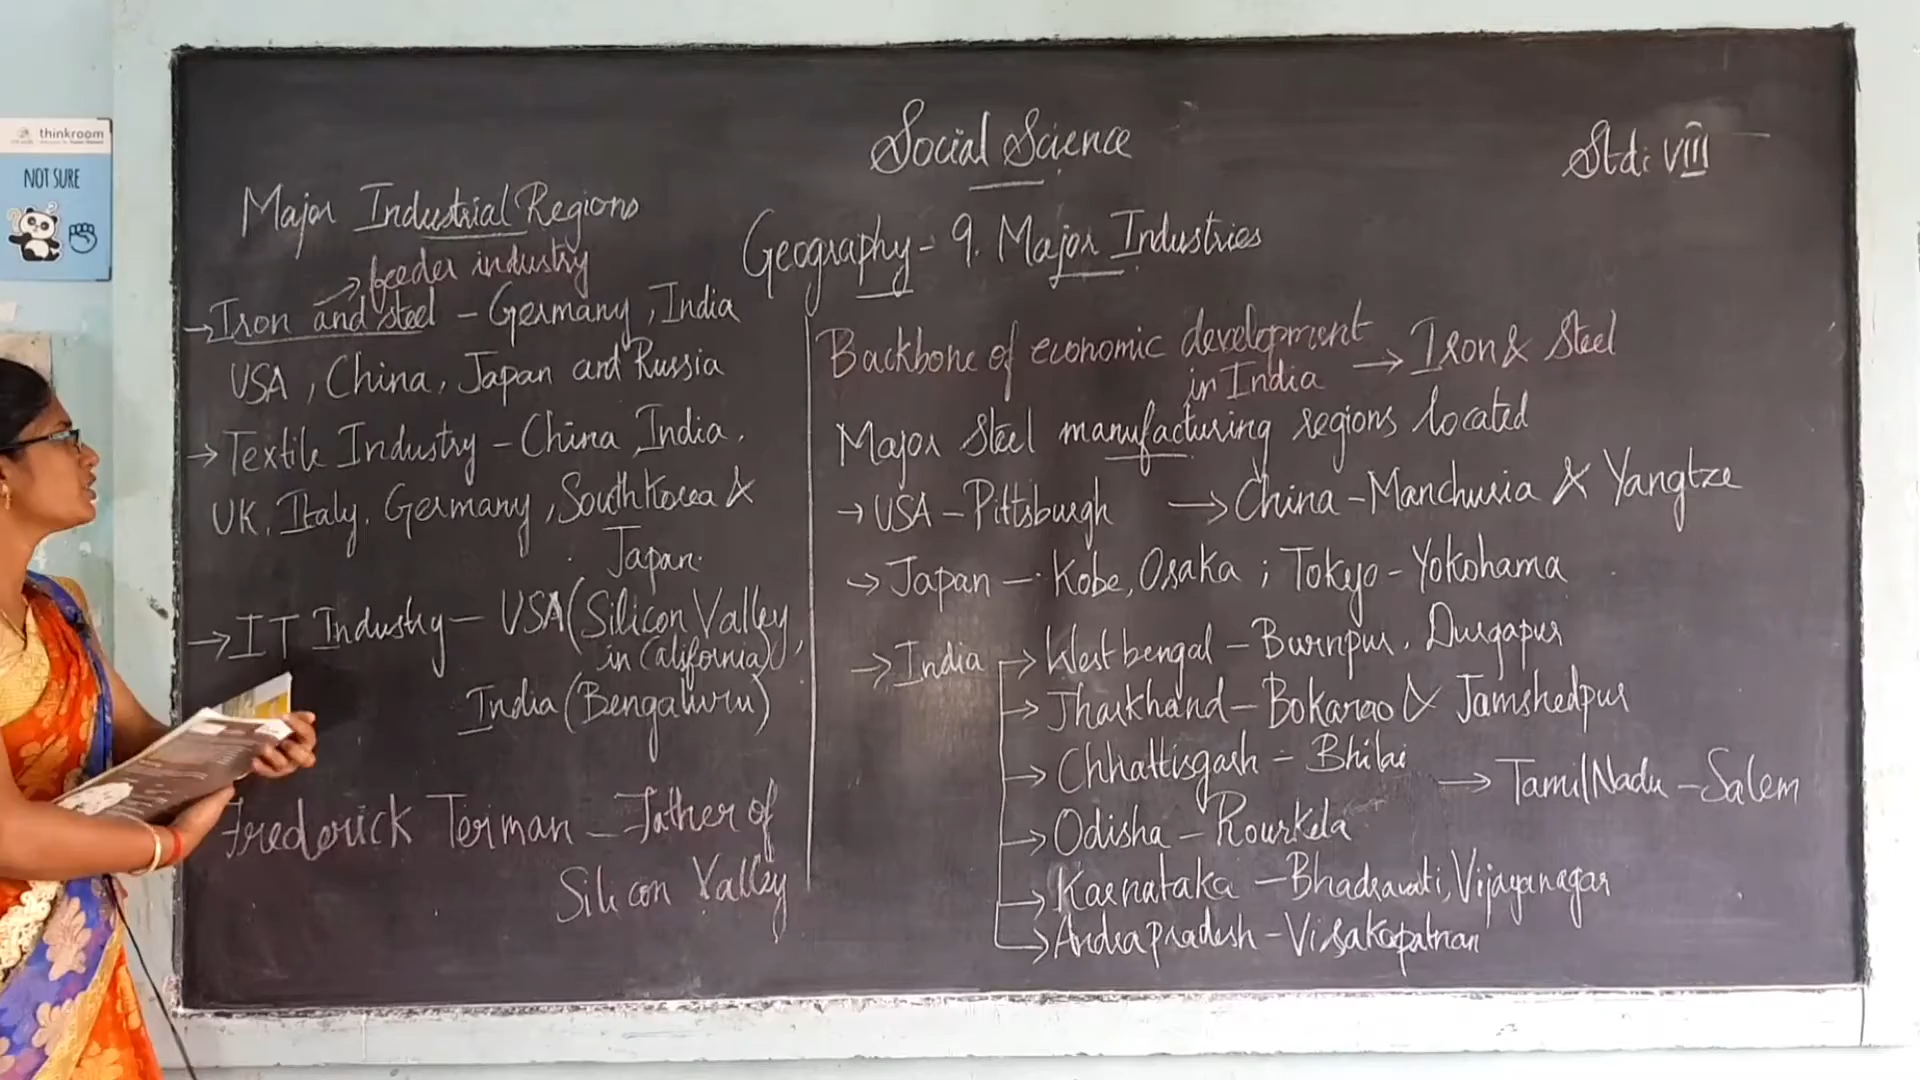 Social Science
Std: VIII
Geography - 9. Major Industries
Major Industrial Regions
→ feeder industry
→ Iron and steel - Germany, India
USA, China, Japan and Russia
→ Textile Industry - China, India,
UK, Italy, Germany, South Korea &
Japan.
→ IT Industry - USA (Silicon Valley
in California),
India (Bengaluru)
Frederick Terman - Father of
Silicon Valley
Backbone of economic development
in India → Iron & Steel
Major Steel manufacturing regions located
→ USA - Pittsburgh → China - Manchuria & Yangtze
→ Japan - Kobe, Osaka ; Tokyo - Yokohama
→ India → West bengal - Burnpur, Durgapur
→ Jharkhand - Bokaroo & Jamshedpur
→ Chhattisgarh - Bhilai
→ TamilNadu - Salem
→ Odisha - Rourkela
→ Karnataka - Bhadravati, Vijayanagar
→ Andrapradesh - Visakapatnam
thinkroom
NOT SURE